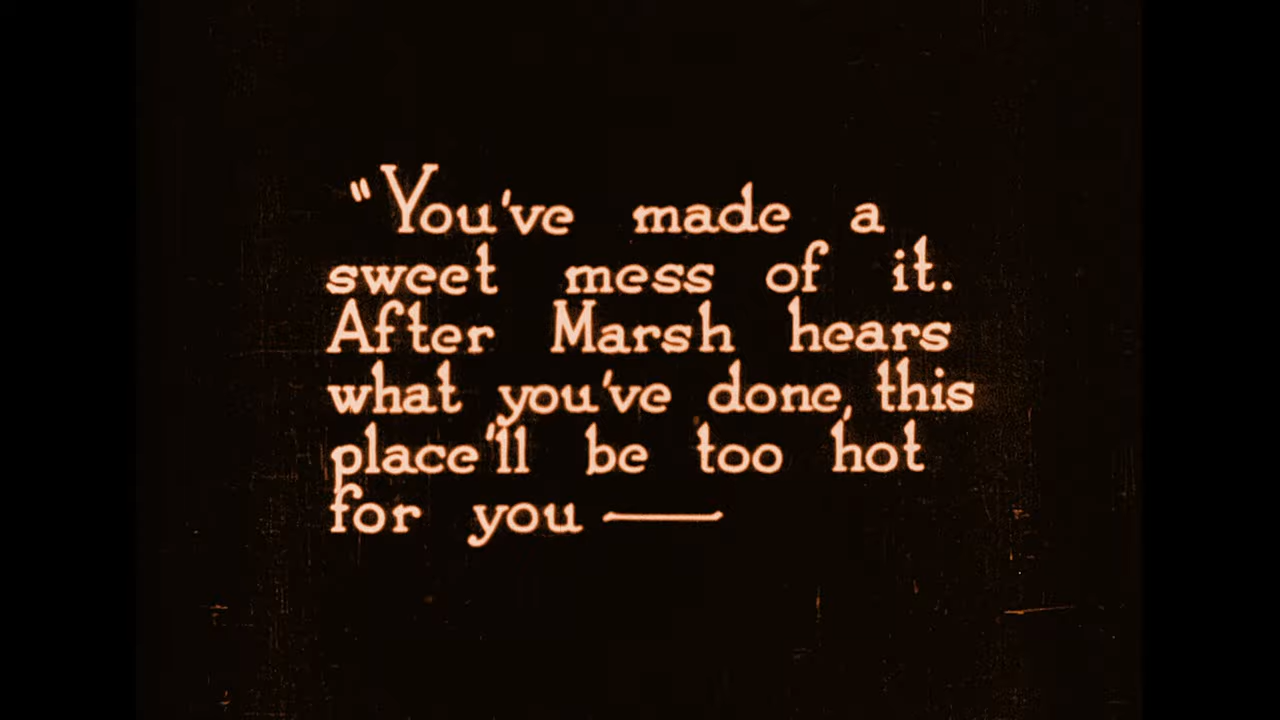 "You've made a
sweet mess of it.
After Marsh hears
what you've done, this
place'll be too hot
for you —